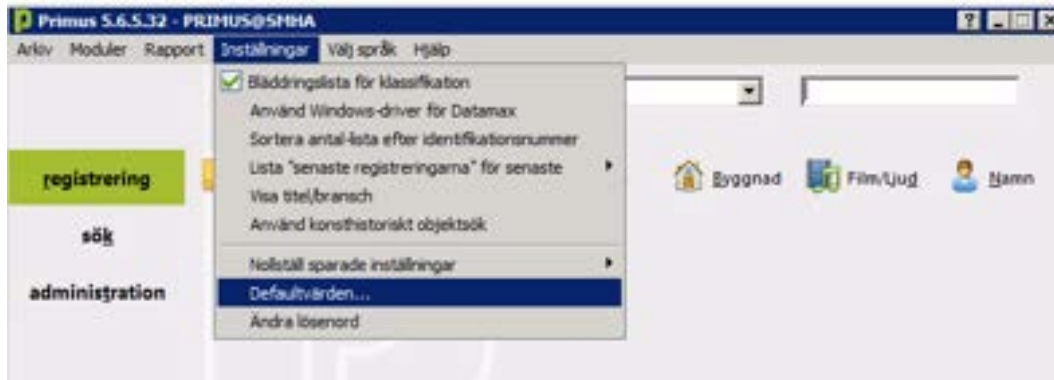 Primus 5.6.5.32 - PRIMUS@SMHA
Arkiv Moduler Rapport Inställningar Välj språk Hjälp
Bläddringslista för klassifikation
Använd Windows-driver för Datamax
Sortera antal-lista efter identifikationsnummer
Lista "senaste registreringarna" för senaste
Visa titel/bransch
Använd konsthistoriskt objektsök
Nollställ sparade inställningar
Defaultvärden...
Ändra lösenord
registrering
sök
administration
Byggnad Film/Ljud Namn